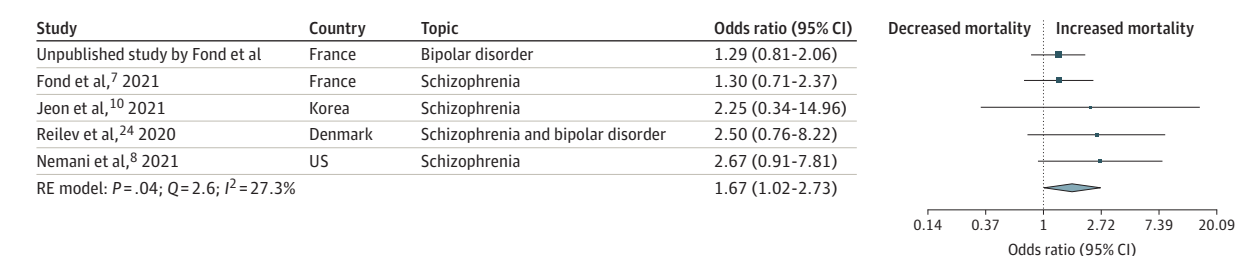 Study Country Topic Odds ratio (95% CI) Decreased mortality Increased mortality
Unpublished study by Fond et al France Bipolar disorder 1.29 (0.81-2.06)
Fond et al,7 2021 France Schizophrenia 1.30 (0.71-2.37)
Jeon et al,10 2021 Korea Schizophrenia 2.25 (0.34-14.96)
Reilev et al,24 2020 Denmark Schizophrenia and bipolar disorder 2.50 (0.76-8.22)
Nemani et al,8 2021 US Schizophrenia 2.67 (0.91-7.81)
RE model: P = .04; Q = 2.6; I2 = 27.3% 1.67 (1.02-2.73)
0.14 0.37 1 2.72 7.39 20.09
Odds ratio (95% CI)